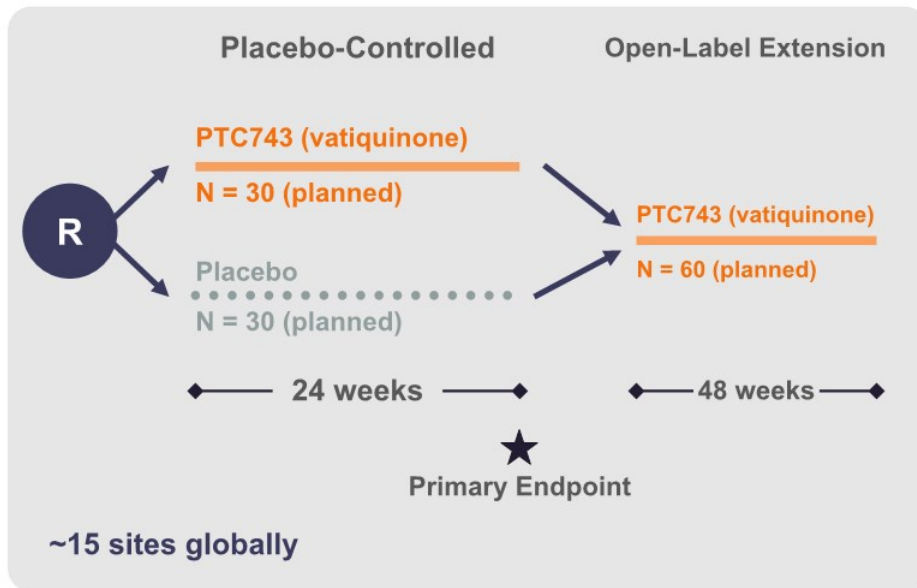 Placebo-Controlled
Open-Label Extension
PTC743 (vatiquinone)
N = 30 (planned)
R
PTC743 (vatiquinone)
N = 60 (planned)
Placebo
N = 30 (planned)
24 weeks
48 weeks
Primary Endpoint
~15 sites globally